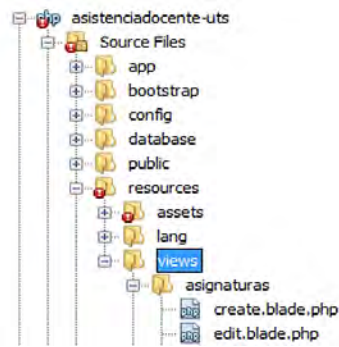 asistenciadocente-uts
Source Files
app
bootstrap
config
database
public
resources
assets
lang
views
asignaturas
create.blade.php
edit.blade.php